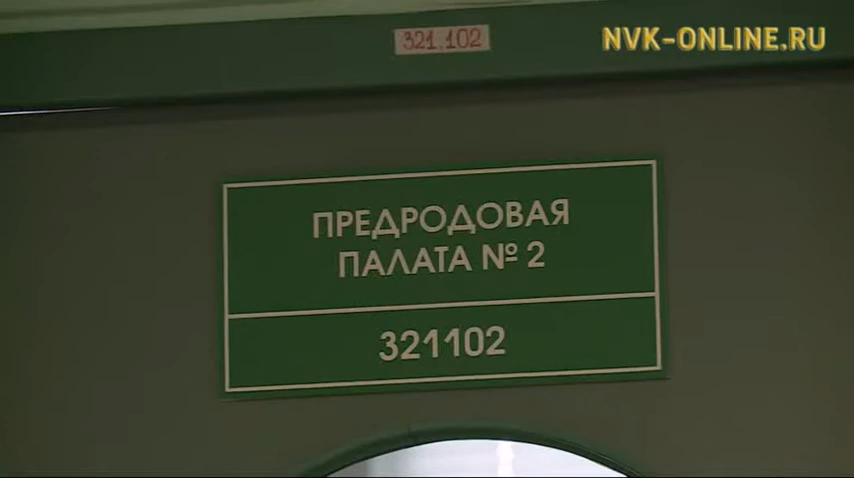 321.102
NVK-ONLINE.RU
ПРЕДРОДОВАЯ
ПАЛАТА № 2
321102